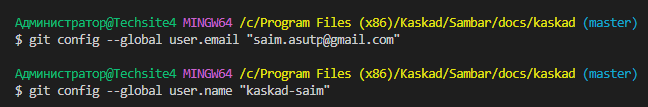 Администратор@Techsite4 MINGW64 /c/Program Files (x86)/Kaskad/Sambar/docs/kaskad (master)
$ git config --global user.email "saim.asutp@gmail.com"
Администратор@Techsite4 MINGW64 /c/Program Files (x86)/Kaskad/Sambar/docs/kaskad (master)
$ git config --global user.name "kaskad-saim"